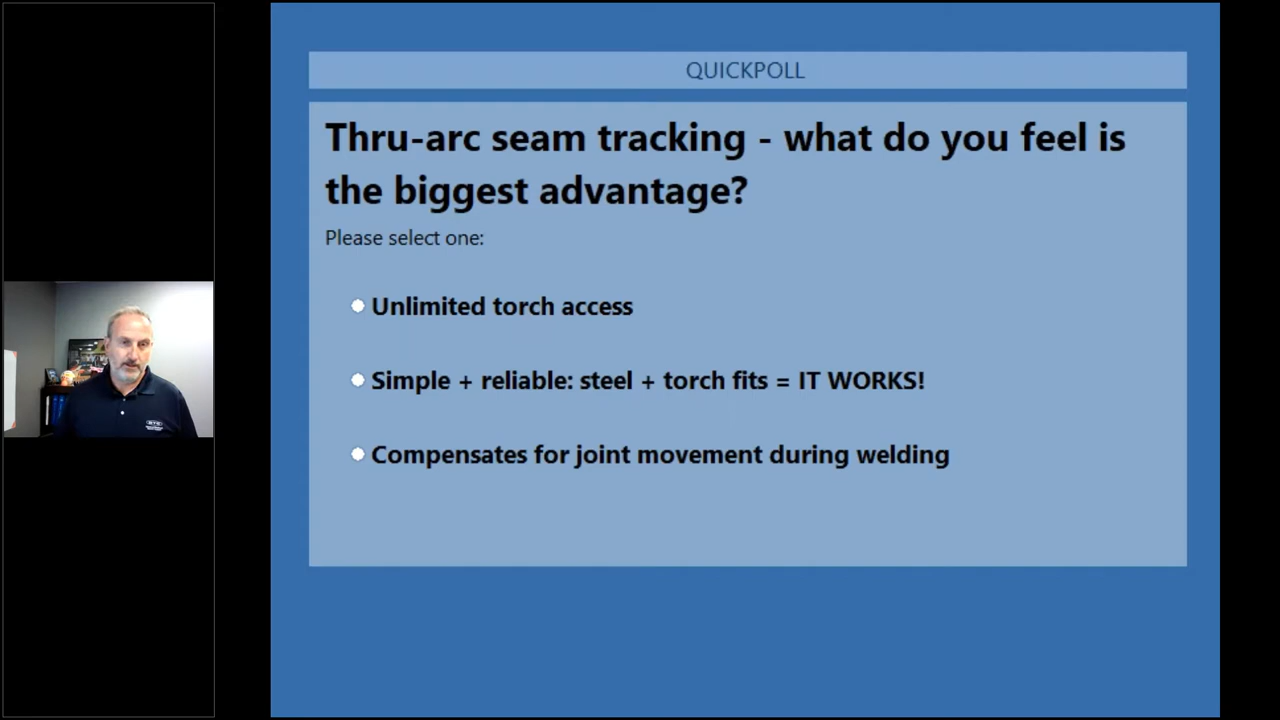 QUICKPOLL
Thru-arc seam tracking - what do you feel is
the biggest advantage?
Please select one:
Unlimited torch access
Simple + reliable: steel + torch fits = IT WORKS!
Compensates for joint movement during welding